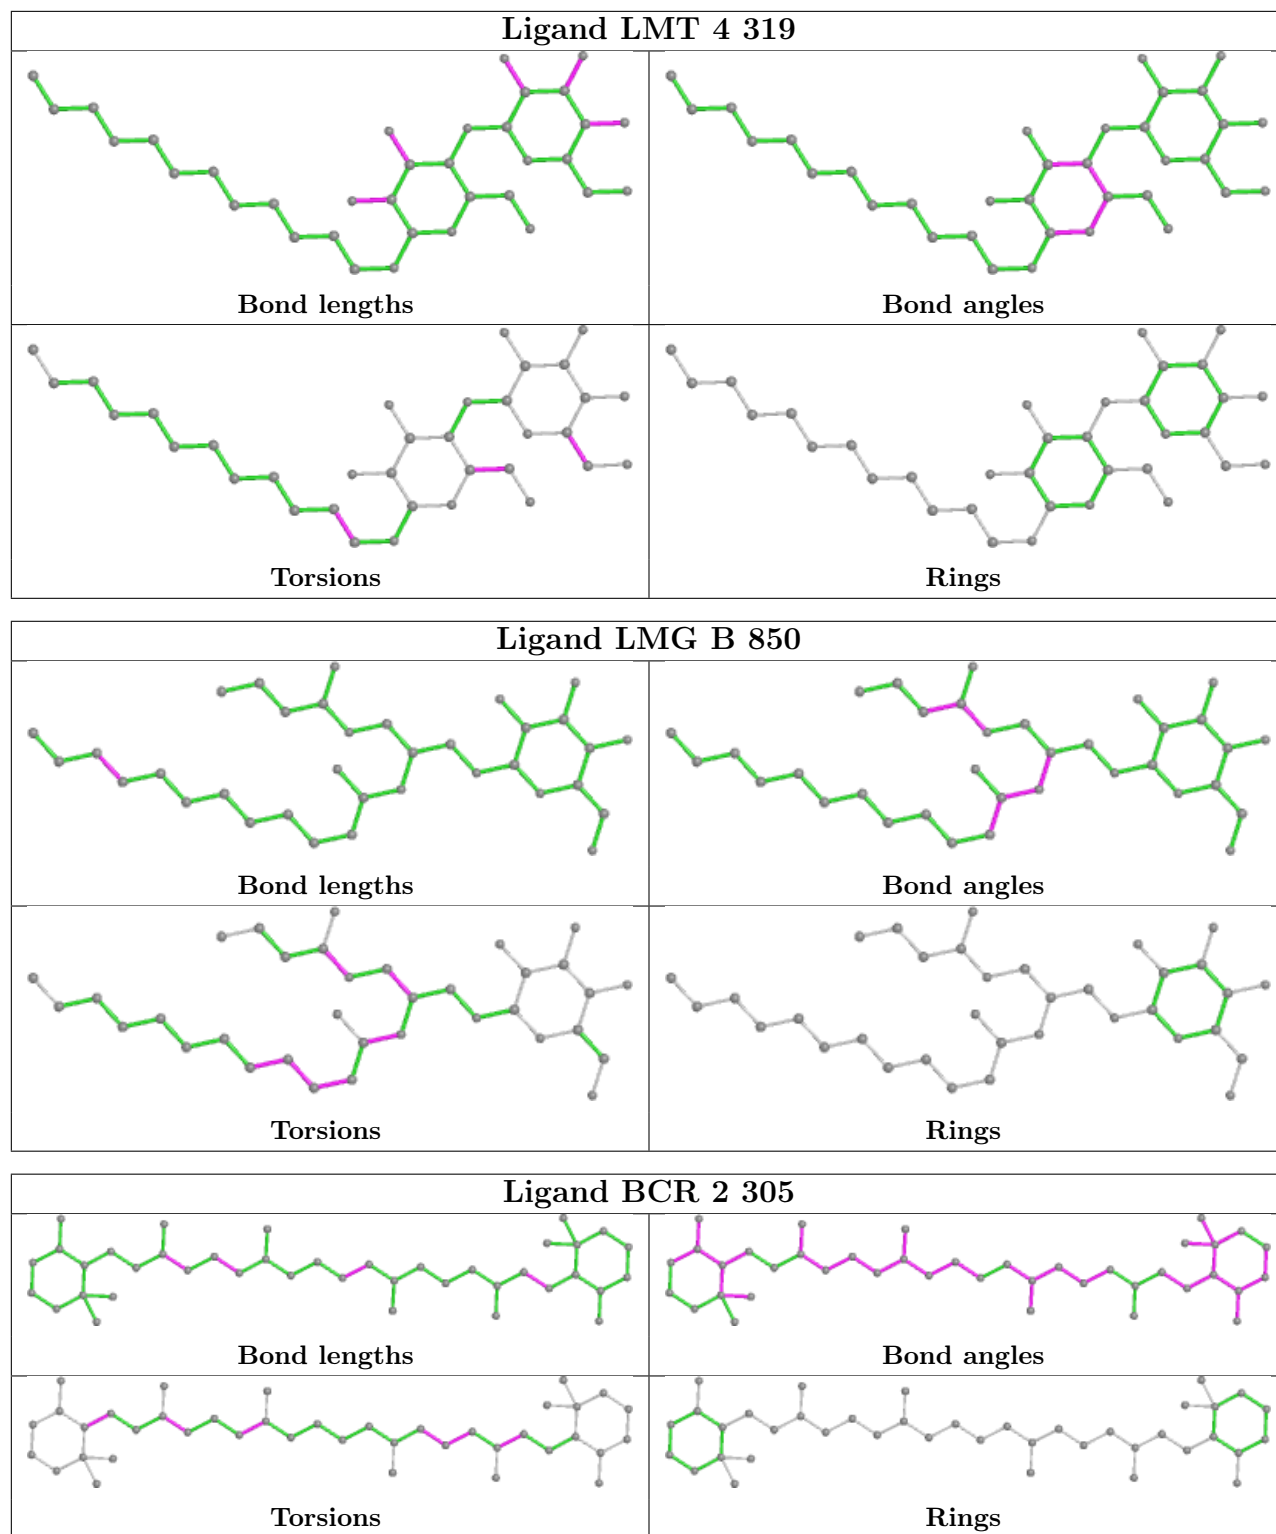 Ligand LMT 4 319
Bond lengths
Bond angles
Torsions
Rings
Ligand LMG B 850
Bond lengths
Bond angles
Torsions
Rings
Ligand BCR 2 305
Bond lengths
Bond angles
Torsions
Rings